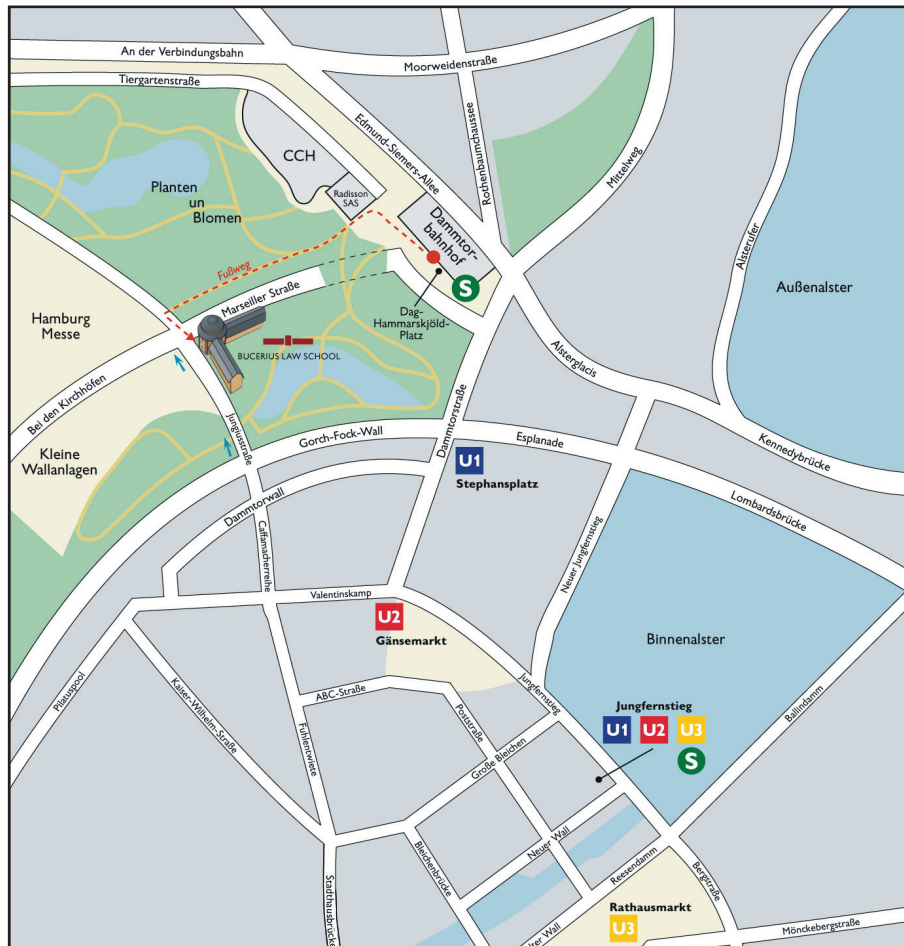 An der Verbindungsbahn
Moorweidenstraße
Tiergartenstraße
Rothenbaumchaussee
Edmund-Siemers-Allee
Mittelweg
CCH
Radisson
SAS
Planten
un
Blomen
Dammtor-
bahnhof
Alsterufer
Außenalster
Fußweg
S
Marseiller Straße
Dag-
Hammarskjöld-
Platz
Hamburg
Messe
BUCERIUS LAW SCHOOL
Alsterglacis
Bei den Kirchhöfen
Jungiusstraße
Dammtorstraße
Gorch-Fock-Wall
Esplanade
Kennedybrücke
Kleine
Wallanlagen
U1
Stephansplatz
Lombardsbrücke
Dammtorwall
Caffamacherreihe
Neuer Jungfernstieg
Valentinskamp
U2
Gänsemarkt
Binnenalster
Pilatuspool
Kaiser-Wilhelm-Straße
ABC-Straße
Jungfernstieg
Poststraße
Fuhlentwiete
Große Bleichen
Jungfernstieg
U1 U2 U3
S
Ballindamm
Neuer Wall
Bleichenbrücke
Stadthausbrücke
Reesendamm
Bergstraße
Rathausmarkt
U3
lter Wall
Mönckebergstraße